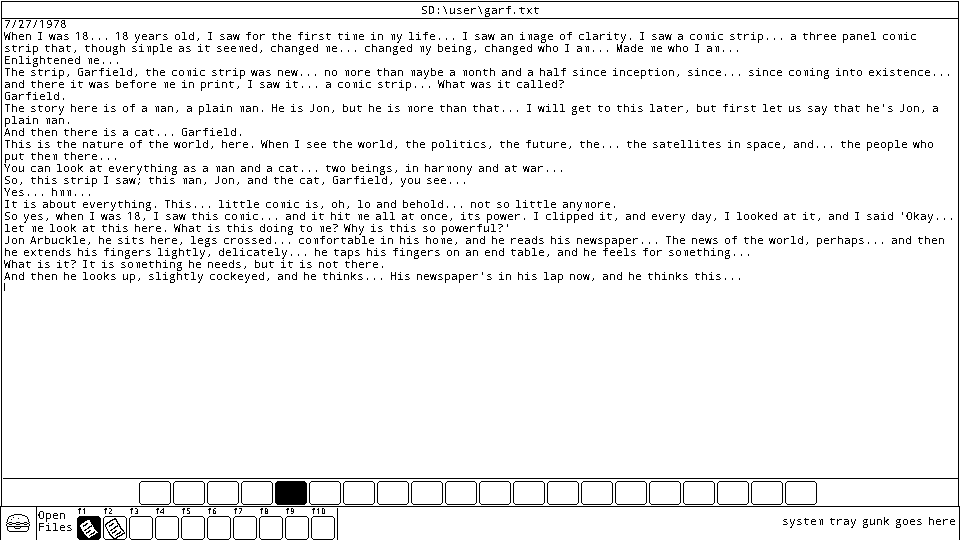 SD:\user\garf.txt
7/27/1978
When I was 18... 18 years old, I saw for the first time in my life... I saw an image of clarity. I saw a comic strip... a three panel comic
strip that, though simple as it seemed, changed me... changed my being, changed who I am... Made me who I am...
Enlightened me...
The strip, Garfield, the comic strip was new... no more than maybe a month and a half since inception, since... since coming into existence...
and there it was before me in print, I saw it... a comic strip... What was it called?
Garfield.
The story here is of a man, a plain man. He is Jon, but he is more than that... I will get to this later, but first let us say that he's Jon, a
plain man.
And then there is a cat... Garfield.
This is the nature of the world, here. When I see the world, the politics, the future, the... the satellites in space, and... the people who
put them there...
You can look at everything as a man and a cat... two beings, in harmony and at war...
So, this strip I saw; this man, Jon, and the cat, Garfield, you see...
Yes... hmm...
It is about everything. This... little comic is, oh, lo and behold... not so little anymore.
So yes, when I was 18, I saw this comic... and it hit me all at once, its power. I clipped it, and every day, I looked at it, and I said 'Okay...
let me look at this here. What is this doing to me? Why is this so powerful?'
Jon Arbuckle, he sits here, legs crossed... comfortable in his home, and he reads his newspaper... The news of the world, perhaps... and then
he extends his fingers lightly, delicately... he taps his fingers on an end table, and he feels for something...
What is it? It is something he needs, but it is not there.
And then he looks up, slightly cockeyed, and he thinks... His newspaper's in his lap now, and he thinks this...
Open
Files
f1 f2 f3 f4 f5 f6 f7 f8 f9 f10
system tray gunk goes here